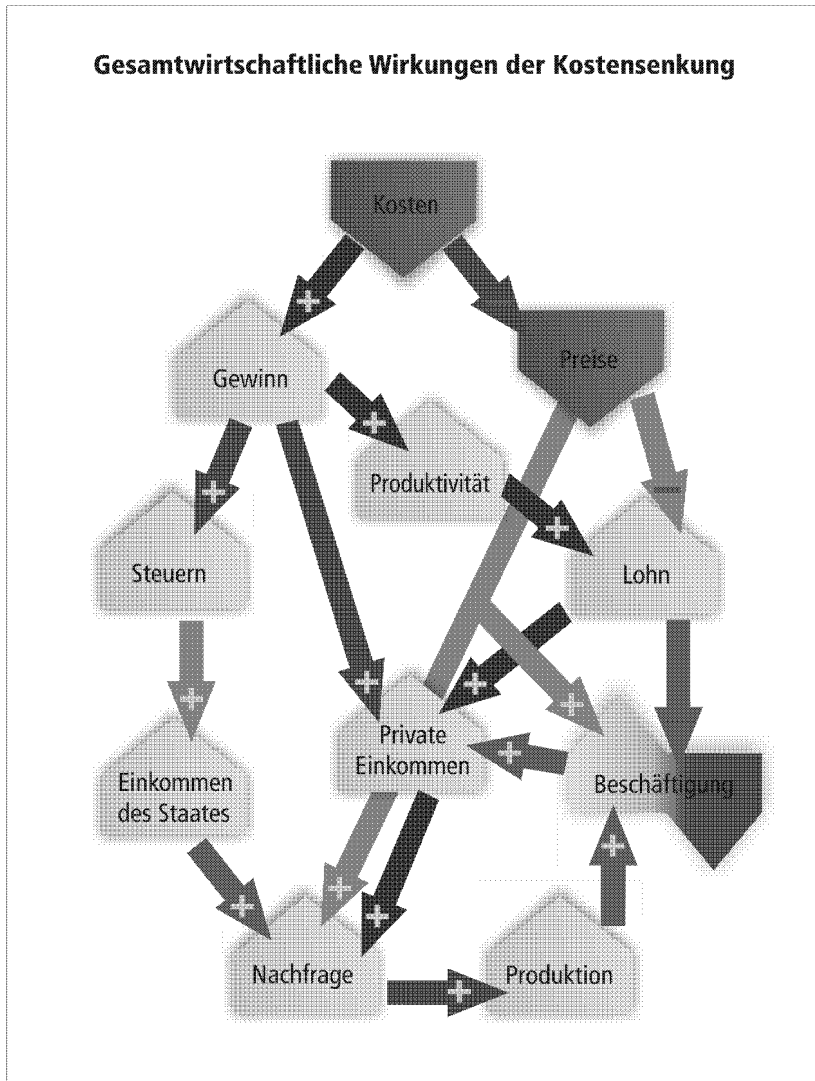 Gesamtwirtschaftliche Wirkungen der Kostensenkung
Kosten
+
Gewinn
Preise
+
Produktivität
+
+
–
Steuern
Lohn
+
+
+
+
Private
Einkommen
+
Beschäftigung
Einkommen
des Staates
+
+
+
+
Nachfrage
+
Produktion